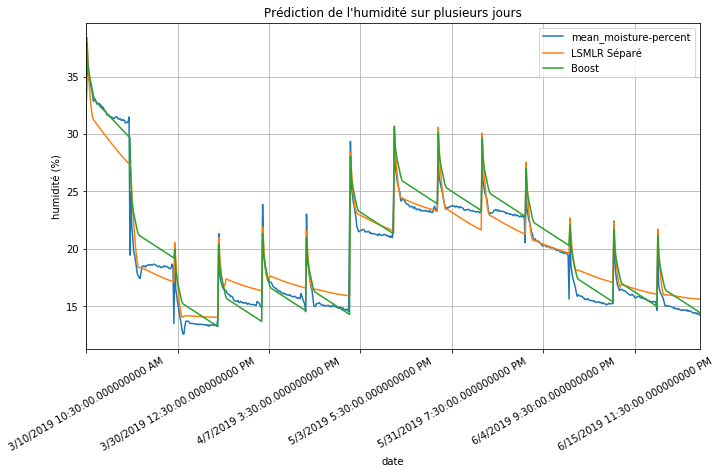 Prédiction de l'humidité sur plusieurs jours
mean_moisture-percent
LSMLR Séparé
Boost
humidité (%)
35
30
25
20
15
3/10/2019 10:30:00.000000000 AM
3/30/2019 12:30:00.000000000 PM
4/7/2019 3:30:00.000000000 PM
5/3/2019 5:30:00.000000000 PM
5/31/2019 7:30:00.000000000 PM
6/4/2019 9:30:00.000000000 PM
6/15/2019 11:30:00.000000000 PM
date